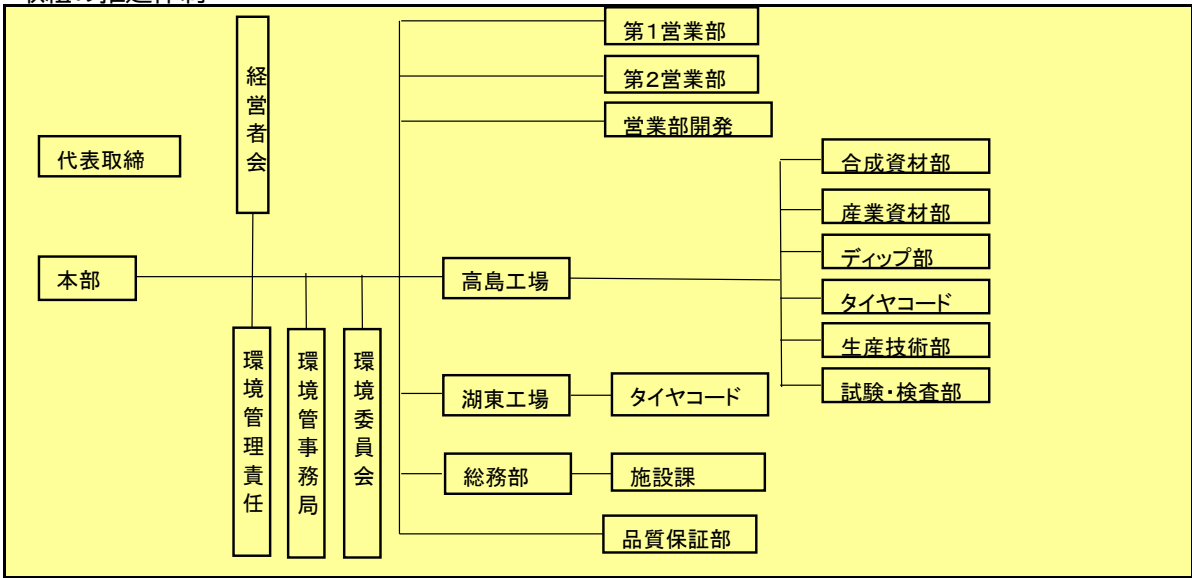 第1営業部
第2営業部
営業部開発
経営者会
代表取締
本部
高島工場
合成資材部
産業資材部
ディップ部
タイヤコード
生産技術部
試験・検査部
環境管理責任
環境管事務局
環境委員会
湖東工場
タイヤコード
総務部
施設課
品質保証部